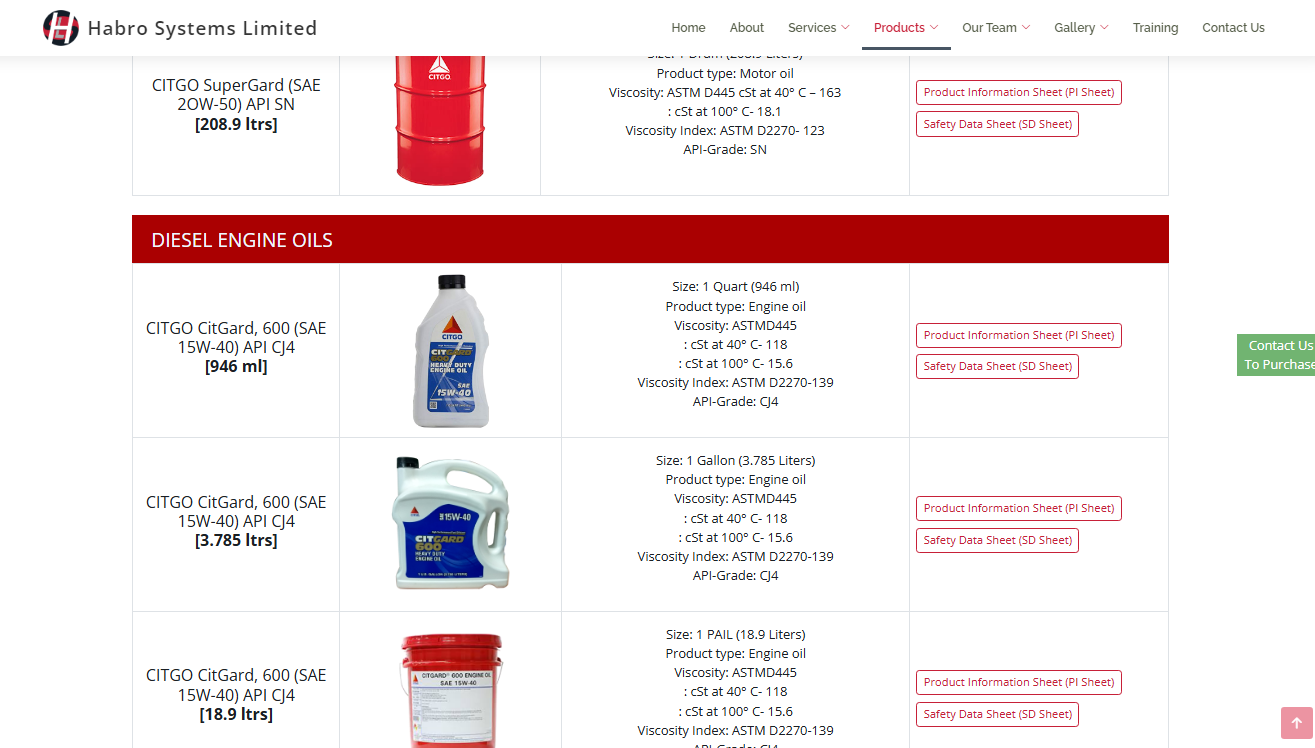 Habro Systems Limited
Home
About
Services
Products
Our Team
Gallery
Training
Contact Us
CITGO SuperGard (SAE
2OW-50) API SN
[208.9 ltrs]
CITGO
Size: 1 Drum (208.9 Liters)
Product type: Motor oil
Viscosity: ASTM D445 cSt at 40° C – 163
: cSt at 100° C- 18.1
Viscosity Index: ASTM D2270- 123
API-Grade: SN
Product Information Sheet (PI Sheet)
Safety Data Sheet (SD Sheet)
DIESEL ENGINE OILS
CITGO CitGard, 600 (SAE
15W-40) API CJ4
[946 ml]
CITGO
CITGARD
600
HEAVY DUTY
ENGINE OIL
SAE
15W-40
Size: 1 Quart (946 ml)
Product type: Engine oil
Viscosity: ASTMD445
: cSt at 40° C- 118
: cSt at 100° C- 15.6
Viscosity Index: ASTM D2270-139
API-Grade: CJ4
Product Information Sheet (PI Sheet)
Safety Data Sheet (SD Sheet)
Contact Us
To Purchase
CITGO CitGard, 600 (SAE
15W-40) API CJ4
[3.785 ltrs]
15W-40
CITGARD
600
HEAVY DUTY
ENGINE OIL
Size: 1 Gallon (3.785 Liters)
Product type: Engine oil
Viscosity: ASTMD445
: cSt at 40° C- 118
: cSt at 100° C- 15.6
Viscosity Index: ASTM D2270-139
API-Grade: CJ4
Product Information Sheet (PI Sheet)
Safety Data Sheet (SD Sheet)
CITGO CitGard, 600 (SAE
15W-40) API CJ4
[18.9 ltrs]
CITGARD® 600 ENGINE OIL
SAE 15W-40
Size: 1 PAIL (18.9 Liters)
Product type: Engine oil
Viscosity: ASTMD445
: cSt at 40° C- 118
: cSt at 100° C- 15.6
Viscosity Index: ASTM D2270-139
API-Grade: CJ4
Product Information Sheet (PI Sheet)
Safety Data Sheet (SD Sheet)